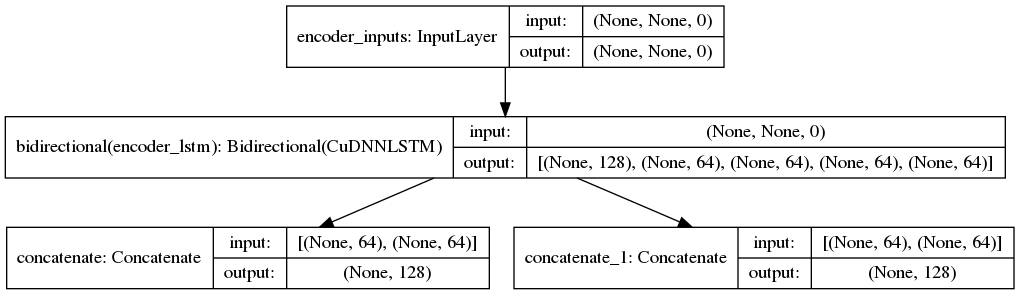 encoder_inputs: InputLayer
input: (None, None, 0)
output: (None, None, 0)
bidirectional(encoder_lstm): Bidirectional(CuDNNLSTM)
input: (None, None, 0)
output: [(None, 128), (None, 64), (None, 64), (None, 64), (None, 64)]
concatenate: Concatenate
input: [(None, 64), (None, 64)]
output: (None, 128)
concatenate_1: Concatenate
input: [(None, 64), (None, 64)]
output: (None, 128)